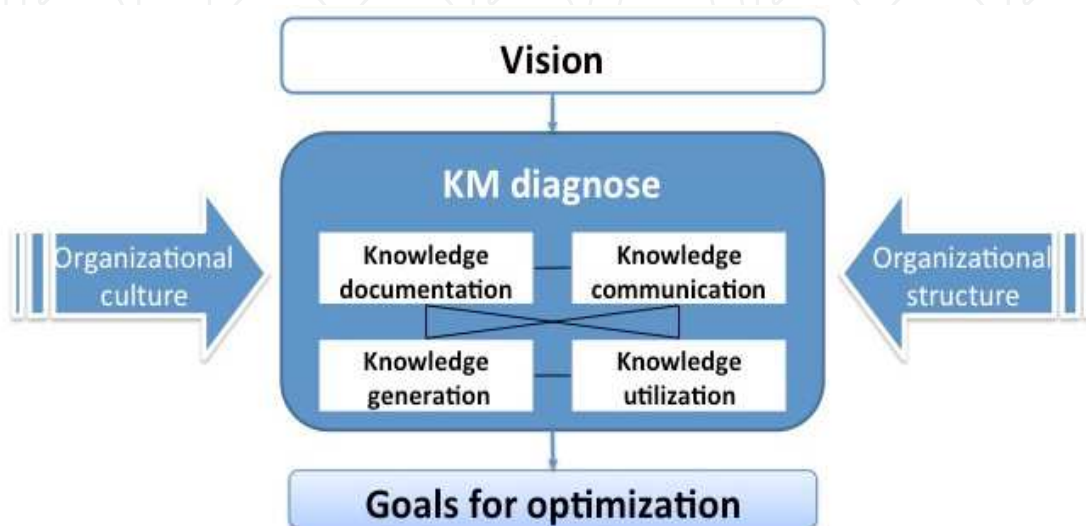 Vision
KM diagnose
Organizational
culture
Knowledge
documentation
Knowledge
communication
Knowledge
generation
Knowledge
utilization
Organizational
structure
Goals for optimization